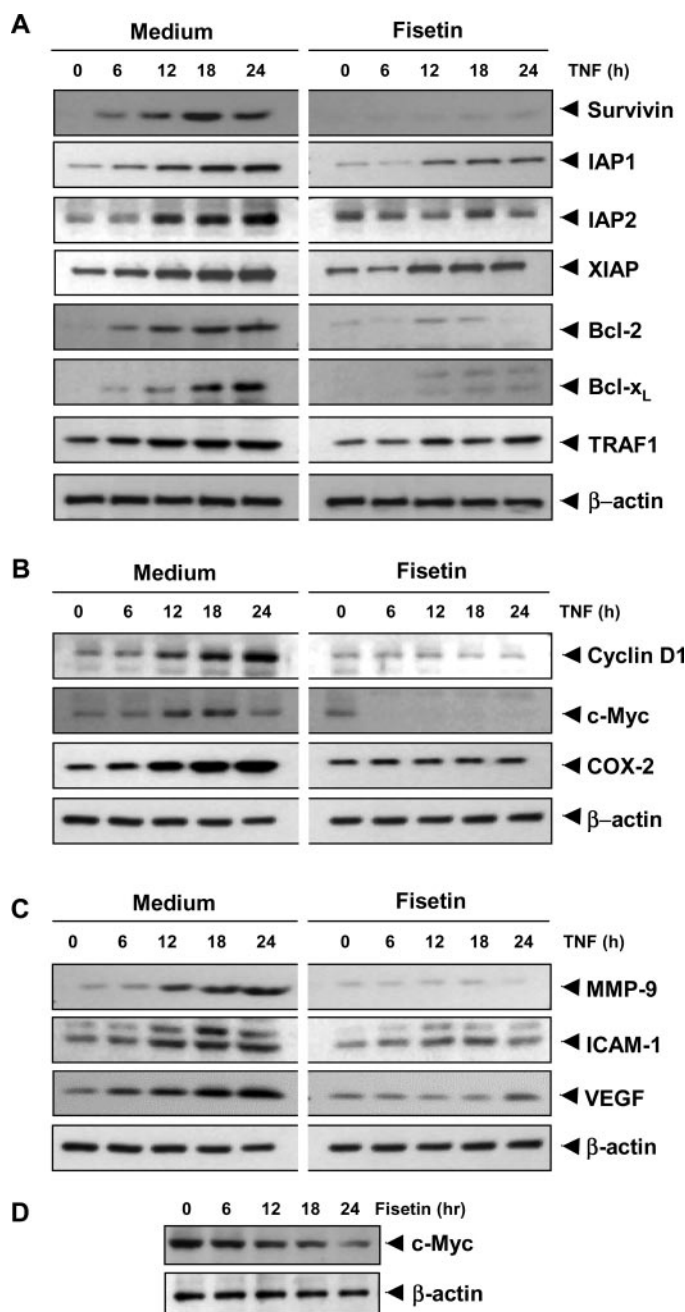 A
Medium Fisetin
0 6 12 18 24 0 6 12 18 24 TNF (h)
Survivin
IAP1
IAP2
XIAP
Bcl-2
Bcl-xL
TRAF1
β–actin
B
Medium Fisetin
0 6 12 18 24 0 6 12 18 24 TNF (h)
Cyclin D1
c-Myc
COX-2
β–actin
C
Medium Fisetin
0 6 12 18 24 0 6 12 18 24 TNF (h)
MMP-9
ICAM-1
VEGF
β-actin
D
0 6 12 18 24 Fisetin (hr)
c-Myc
β-actin